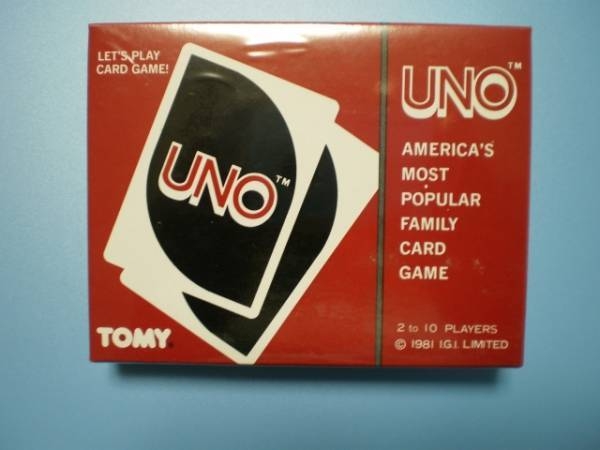 LET'S PLAY
CARD GAME!
UNO™
TOMY®
UNO™
AMERICA'S
MOST
POPULAR
FAMILY
CARD
GAME
2 to 10 PLAYERS
© 1981 I.G.I. LIMITED